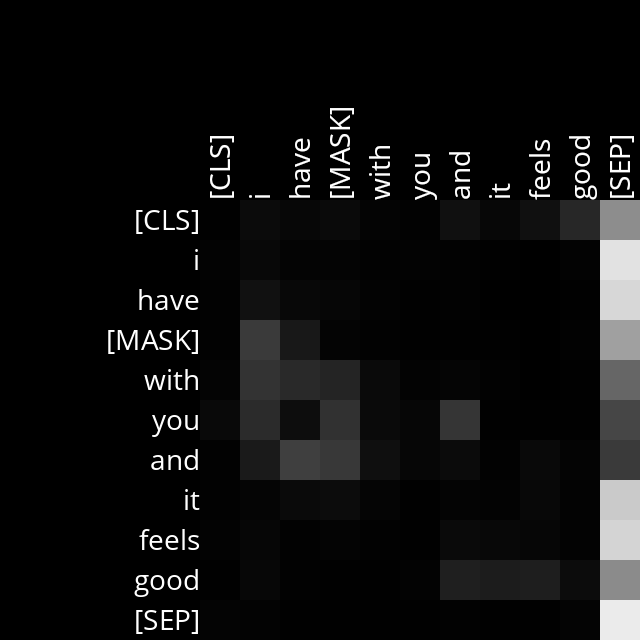 [CLS]
i
have
[MASK]
with
you
and
it
feels
good
[SEP]
[CLS]
i
have
[MASK]
with
you
and
it
feels
good
[SEP]